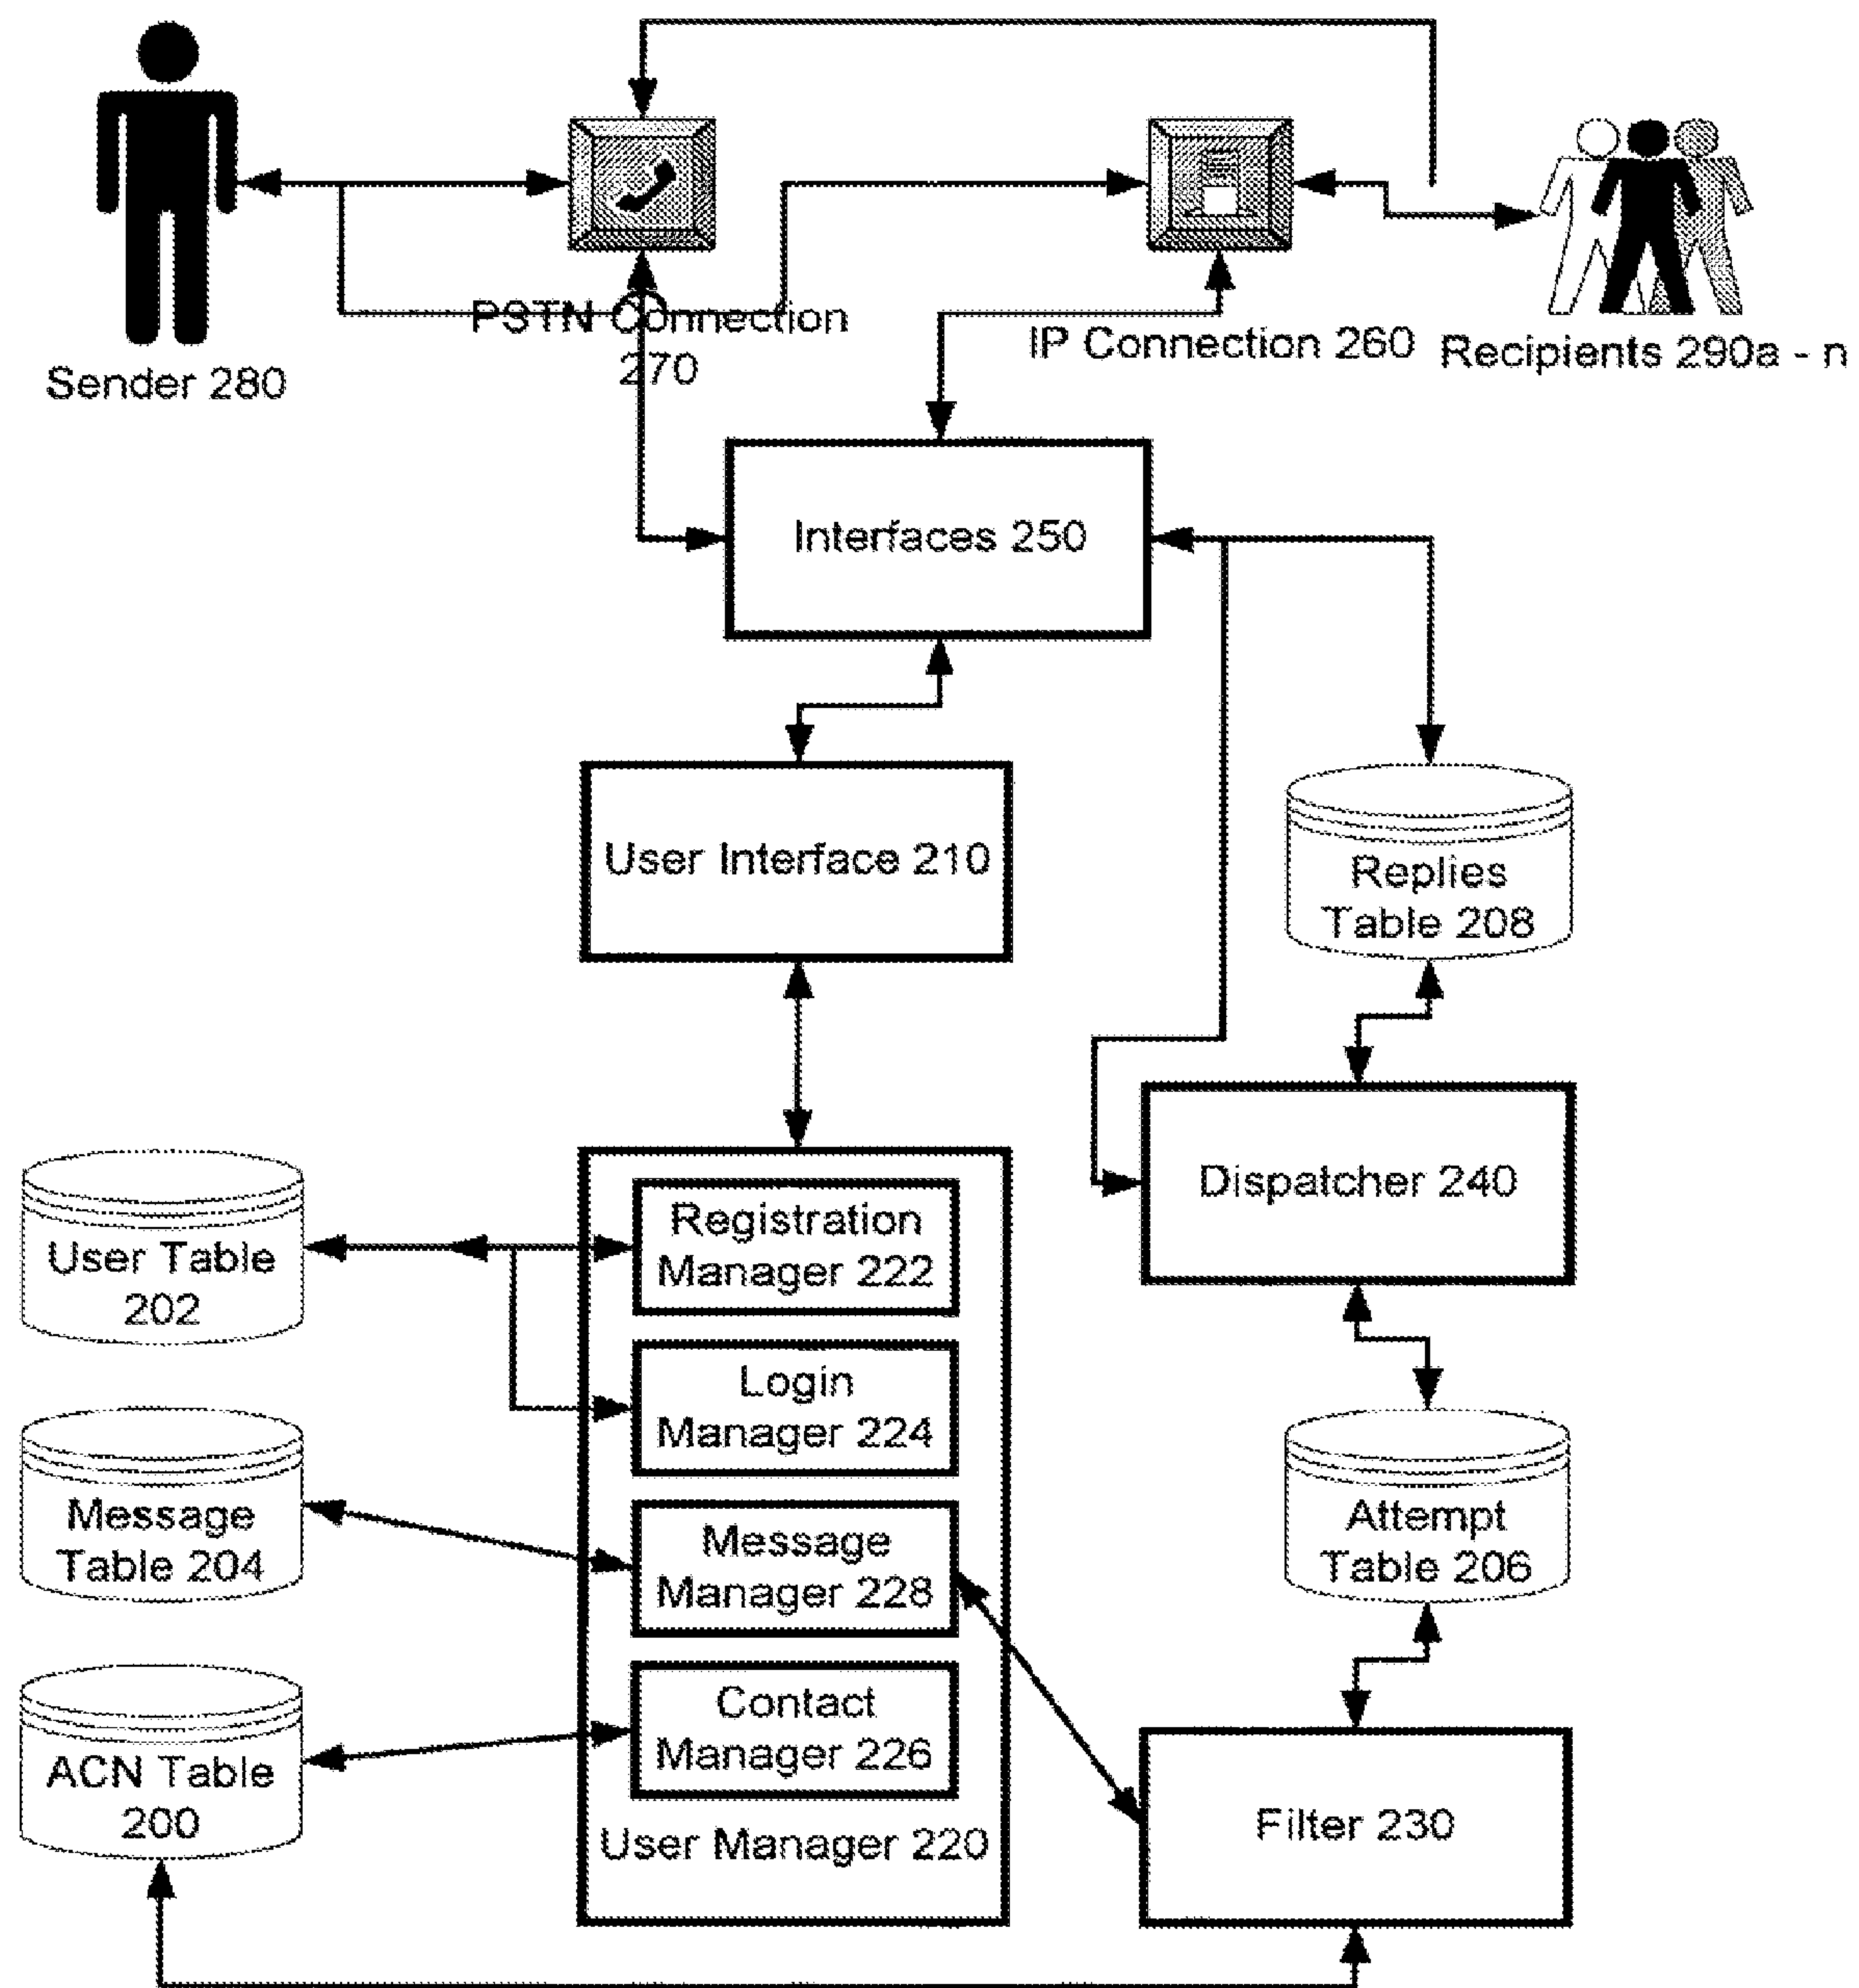 PSTN Connection
270
Sender 280
IP Connection 260
Recipients 290a - n
Interfaces 250
User Interface 210
Replies
Table 208
Dispatcher 240
User Table
202
Registration
Manager 222
Login
Manager 224
Message
Table 204
Message
Manager 228
Attempt
Table 206
ACN Table
200
Contact
Manager 226
User Manager 220
Filter 230